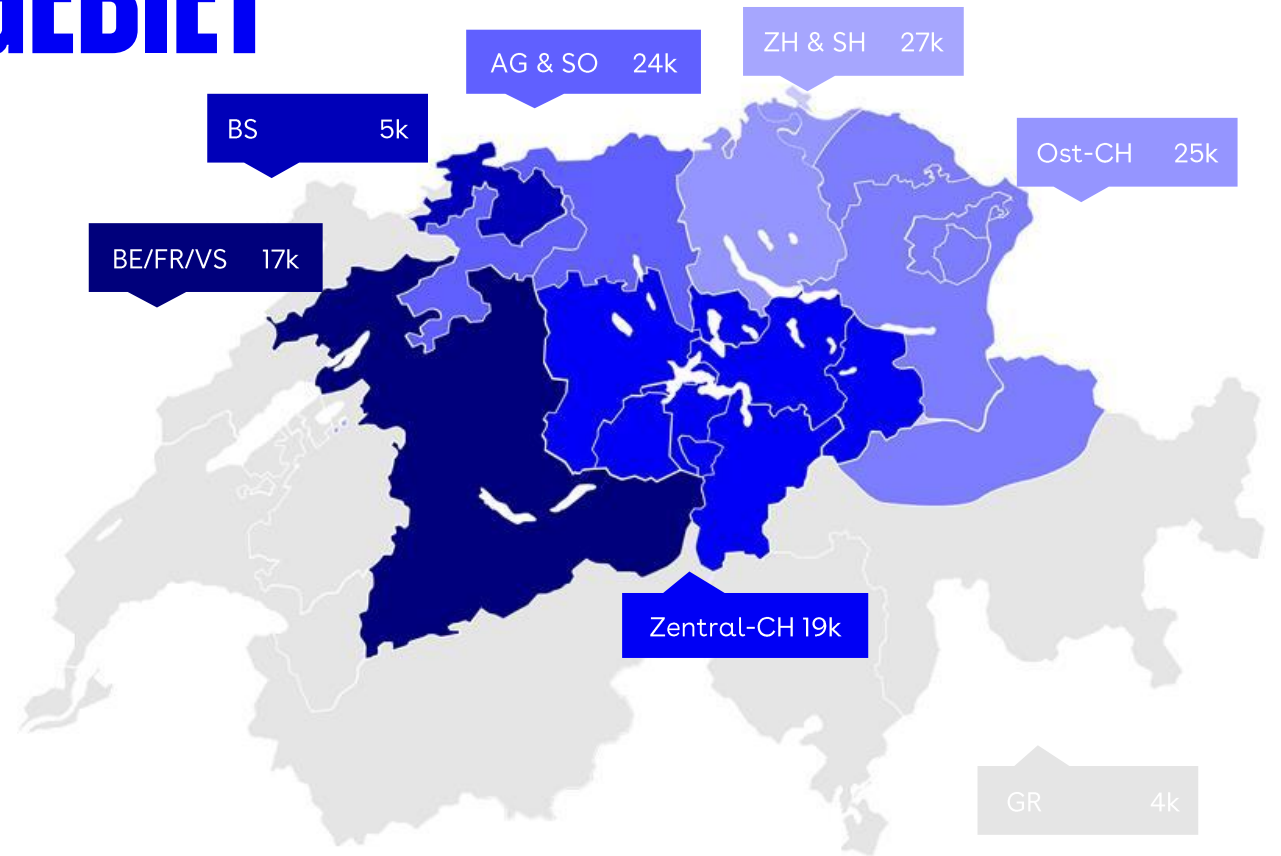 GEBIET
ZH & SH 27k
AG & SO 24k
BS 5k
Ost-CH 25k
BE/FR/VS 17k
Zentral-CH 19k
GR 4k